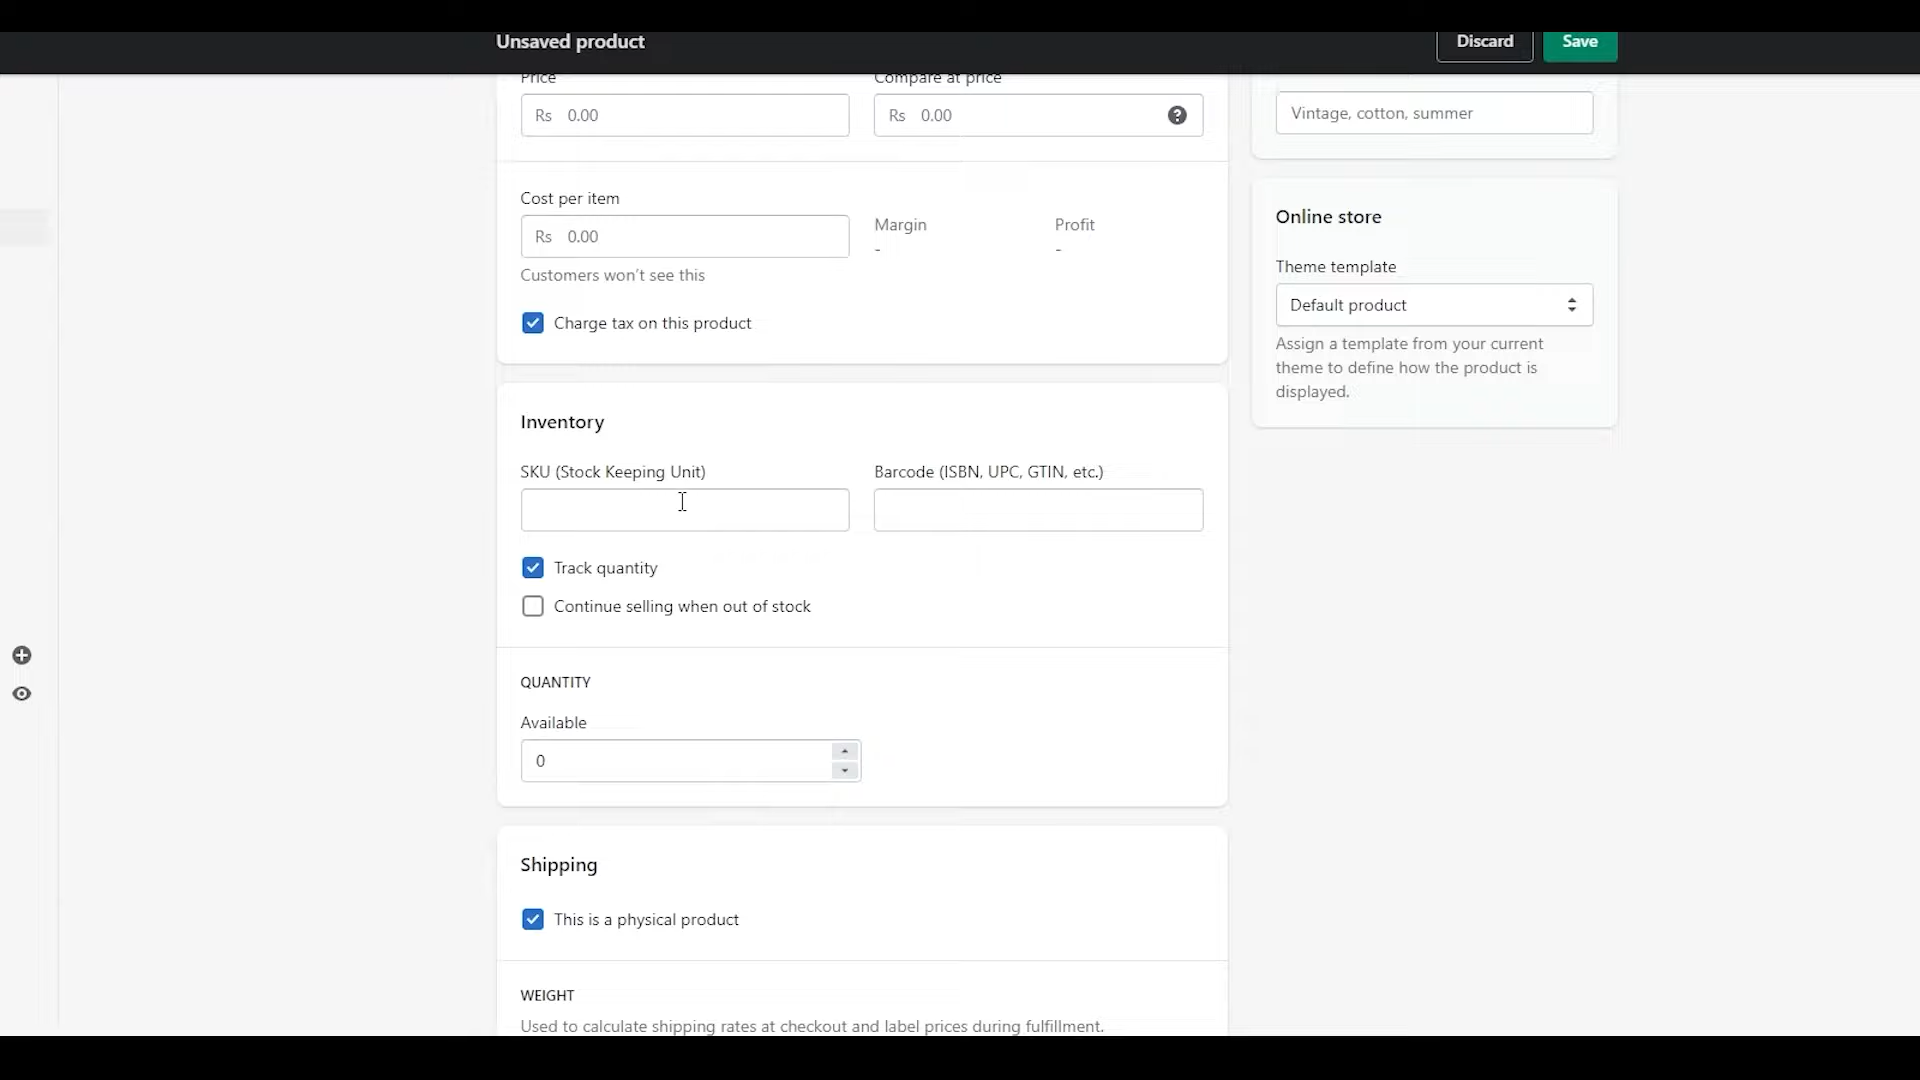 Unsaved product
Discard
Save
Price
Compare at price
Rs 0.00
Rs 0.00
Cost per item
Rs 0.00
Margin
-
Profit
-
Customers won't see this
Charge tax on this product
Inventory
SKU (Stock Keeping Unit)
Barcode (ISBN, UPC, GTIN, etc.)
Track quantity
Continue selling when out of stock
QUANTITY
Available
0
Shipping
This is a physical product
WEIGHT
Used to calculate shipping rates at checkout and label prices during fulfillment.
Vintage, cotton, summer
Online store
Theme template
Default product
Assign a template from your current
theme to define how the product is
displayed.